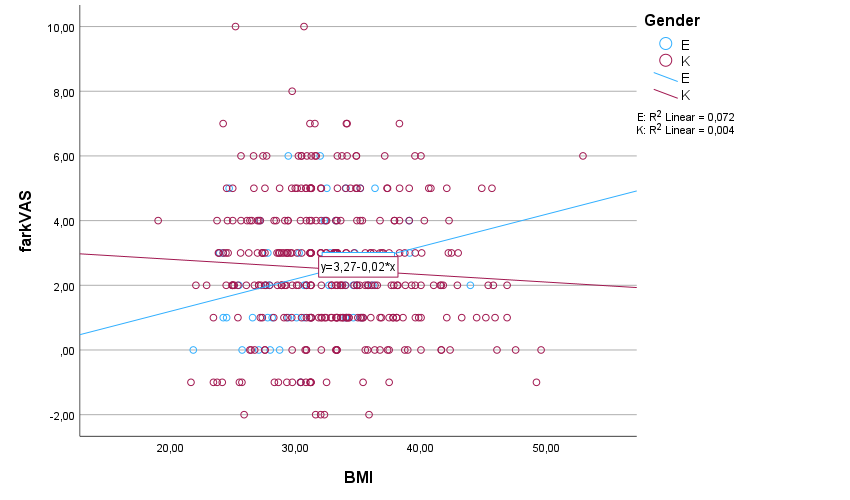 10,00
8,00
6,00
4,00
2,00
,00
-2,00
farkVAS
20,00 30,00 40,00 50,00
BMI
y=3,27-0,02*x
Gender
E
K
E
K
E: R2 Linear = 0,072
K: R2 Linear = 0,004